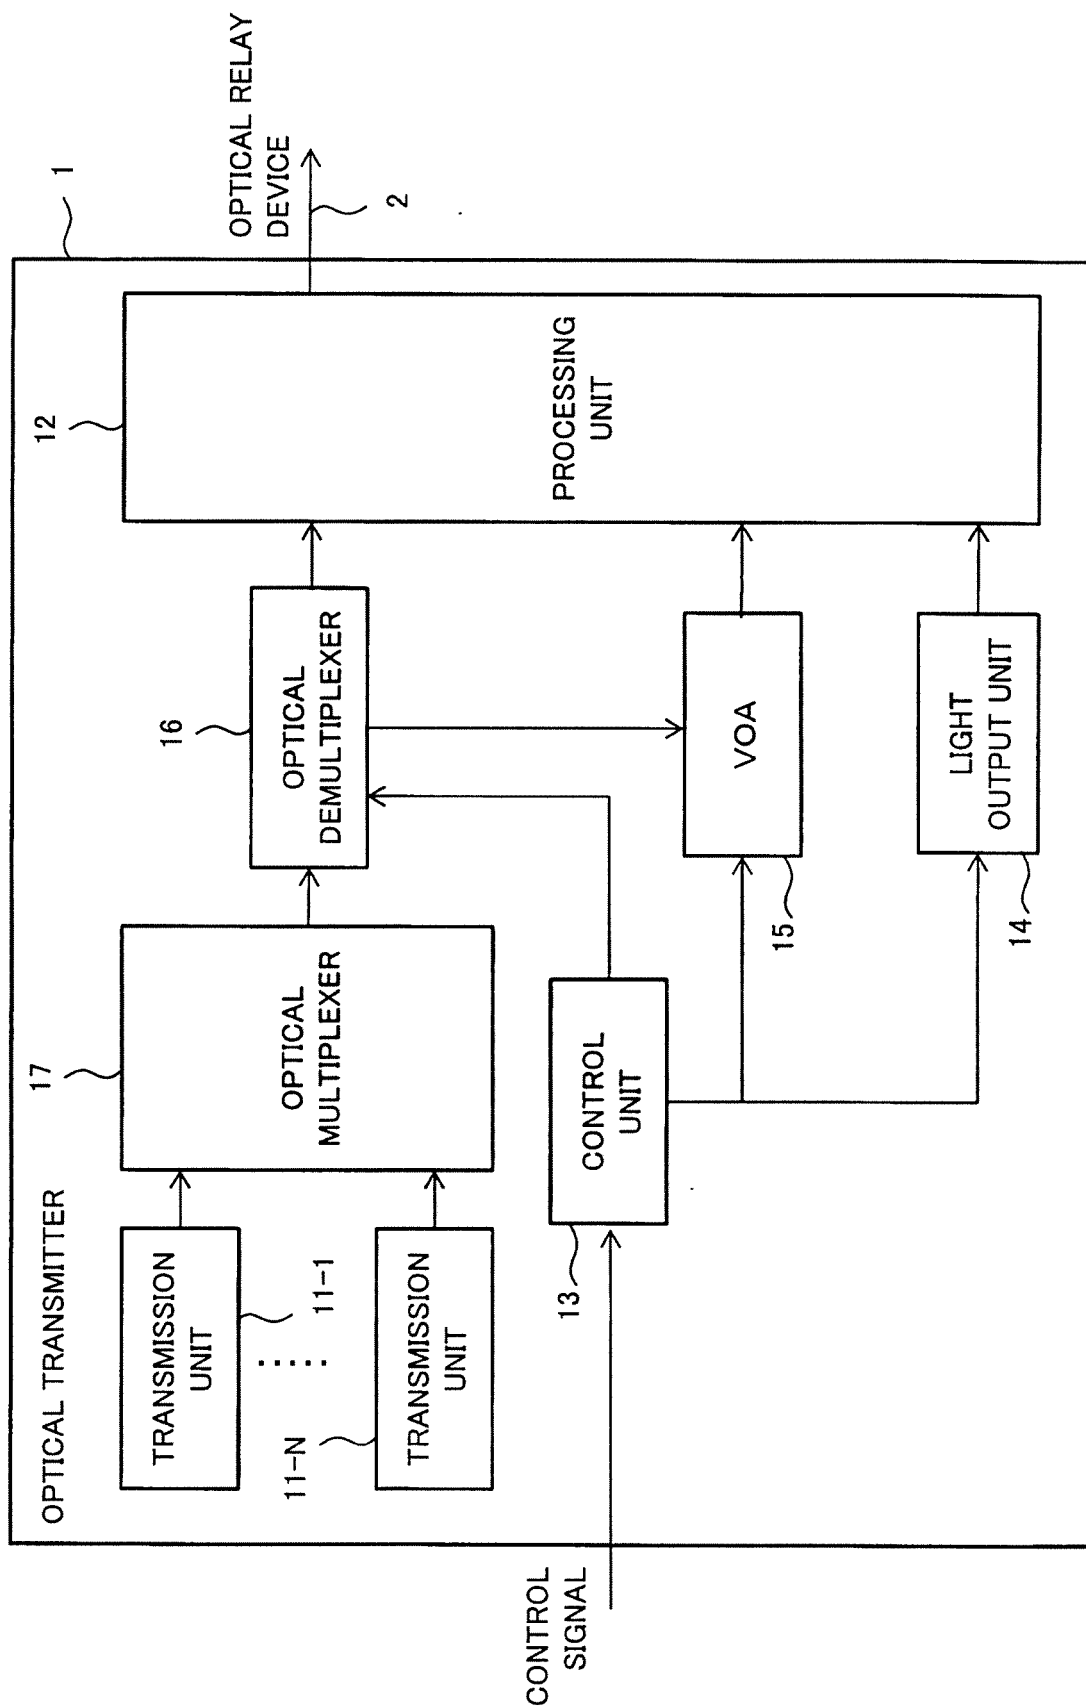 OPTICAL TRANSMITTER
1
OPTICAL RELAY
DEVICE
2
17
16
12
TRANSMISSION
UNIT
11-1
.....
11-N
TRANSMISSION
UNIT
OPTICAL
MULTIPLEXER
OPTICAL
DEMULTIPLEXER
PROCESSING
UNIT
CONTROL
SIGNAL
13
CONTROL
UNIT
15
VOA
14
LIGHT
OUTPUT UNIT